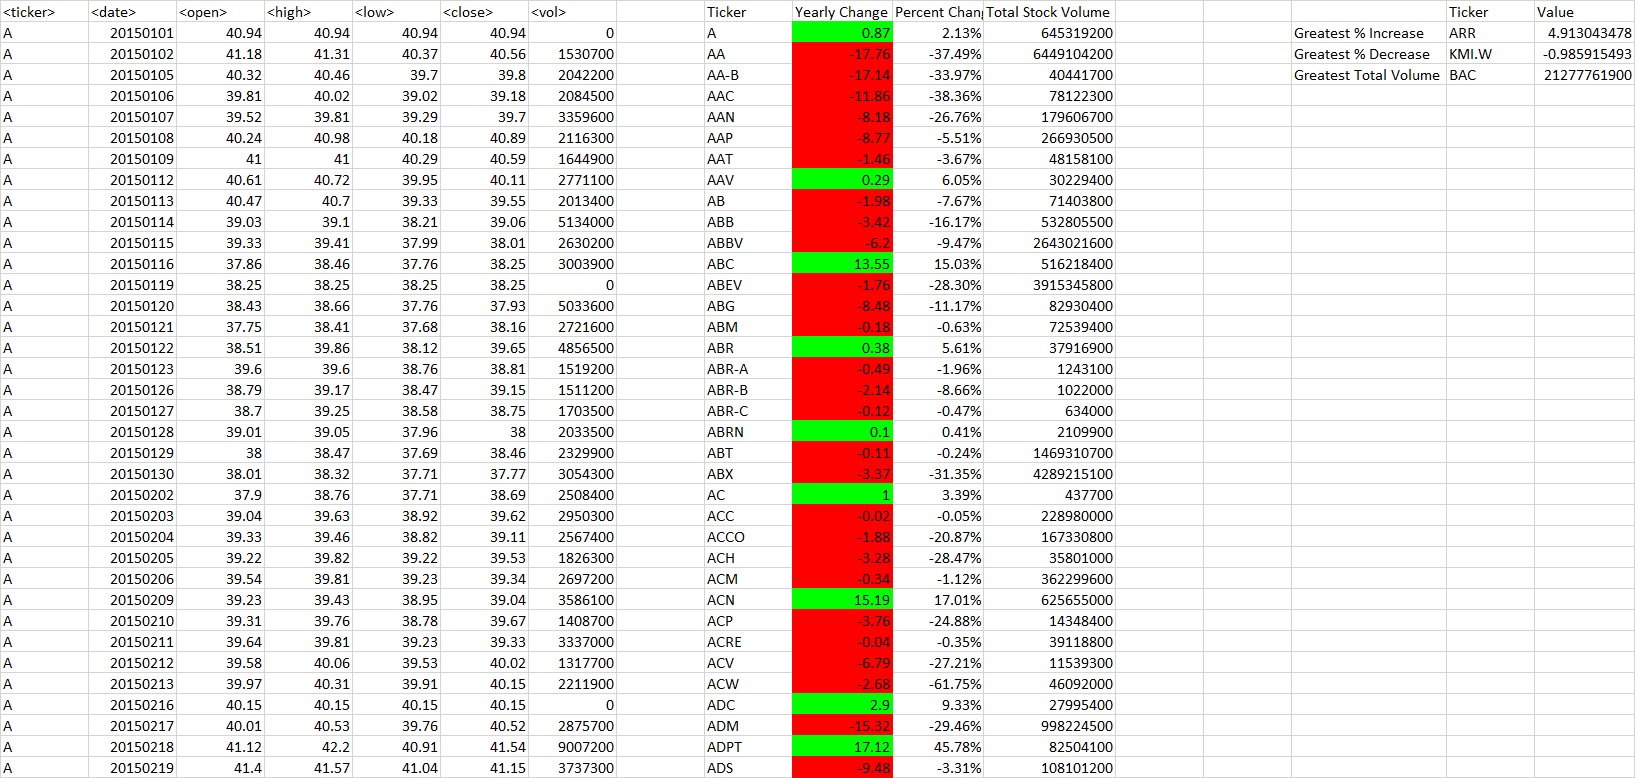 <ticker> <date> <open> <high> <low> <close> <vol> Ticker Yearly Change Percent Chang Total Stock Volume Ticker Value
A 20150101 40.94 40.94 40.94 40.94 0 A 0.87 2.13% 645319200 Greatest % Increase ARR 4.913043478
A 20150102 41.18 41.31 40.37 40.56 1530700 AA -17.76 -37.49% 6449104200 Greatest % Decrease KMI.W -0.985915493
A 20150105 40.32 40.46 39.7 39.8 2042200 AA-B -17.14 -33.97% 40441700 Greatest Total Volume BAC 21277761900
A 20150106 39.81 40.02 39.02 39.18 2084500 AAC -11.86 -38.36% 78122300
A 20150107 39.52 39.81 39.29 39.7 3359600 AAN -8.18 -26.76% 179606700
A 20150108 40.24 40.98 40.18 40.89 2116300 AAP -8.77 -5.51% 266930500
A 20150109 41 41 40.29 40.59 1644900 AAT -1.46 -3.67% 48158100
A 20150112 40.61 40.72 39.95 40.11 2771100 AAV 0.29 6.05% 30229400
A 20150113 40.47 40.7 39.33 39.55 2013400 AB -1.98 -7.67% 71403800
A 20150114 39.03 39.1 38.21 39.06 5134000 ABB -3.42 -16.17% 532805500
A 20150115 39.33 39.41 37.99 38.01 2630200 ABBV -6.2 -9.47% 2643021600
A 20150116 37.86 38.46 37.76 38.25 3003900 ABC 13.55 15.03% 516218400
A 20150119 38.25 38.25 38.25 38.25 0 ABEV -1.76 -28.30% 3915345800
A 20150120 38.43 38.66 37.76 37.93 5033600 ABG -8.48 -11.17% 82930400
A 20150121 37.75 38.41 37.68 38.16 2721600 ABM -0.18 -0.63% 72539400
A 20150122 38.51 39.86 38.12 39.65 4856500 ABR 0.38 5.61% 37916900
A 20150123 39.6 39.6 38.76 38.81 1519200 ABR-A -0.49 -1.96% 1243100
A 20150126 38.79 39.17 38.47 39.15 1511200 ABR-B -2.14 -8.66% 1022000
A 20150127 38.7 39.25 38.58 38.75 1703500 ABR-C -0.12 -0.47% 634000
A 20150128 39.01 39.05 37.96 38 2033500 ABRN 0.1 0.41% 2109900
A 20150129 38 38.47 37.69 38.46 2329900 ABT -0.11 -0.24% 1469310700
A 20150130 38.01 38.32 37.71 37.77 3054300 ABX -3.37 -31.35% 4289215100
A 20150202 37.9 38.76 37.71 38.69 2508400 AC 1 3.39% 437700
A 20150203 39.04 39.63 38.92 39.62 2950300 ACC -0.02 -0.05% 228980000
A 20150204 39.33 39.46 38.82 39.11 2567400 ACCO -1.88 -20.87% 167330800
A 20150205 39.22 39.82 39.22 39.53 1826300 ACH -3.28 -28.47% 35801000
A 20150206 39.54 39.81 39.23 39.34 2697200 ACM -0.34 -1.12% 362299600
A 20150209 39.23 39.43 38.95 39.04 3586100 ACN 15.19 17.01% 625655000
A 20150210 39.31 39.76 38.78 39.67 1408700 ACP -3.76 -24.88% 14348400
A 20150211 39.64 39.81 39.23 39.33 3337000 ACRE -0.04 -0.35% 39118800
A 20150212 39.58 40.06 39.53 40.02 1317700 ACV -6.79 -27.21% 11539300
A 20150213 39.97 40.31 39.91 40.15 2211900 ACW -2.68 -61.75% 46092000
A 20150216 40.15 40.15 40.15 40.15 0 ADC 2.9 9.33% 27995400
A 20150217 40.01 40.53 39.76 40.52 2875700 ADM -15.32 -29.46% 998224500
A 20150218 41.12 42.2 40.91 41.54 9007200 ADPT 17.12 45.78% 82504100
A 20150219 41.4 41.57 41.04 41.15 3737300 ADS -9.48 -3.31% 108101200